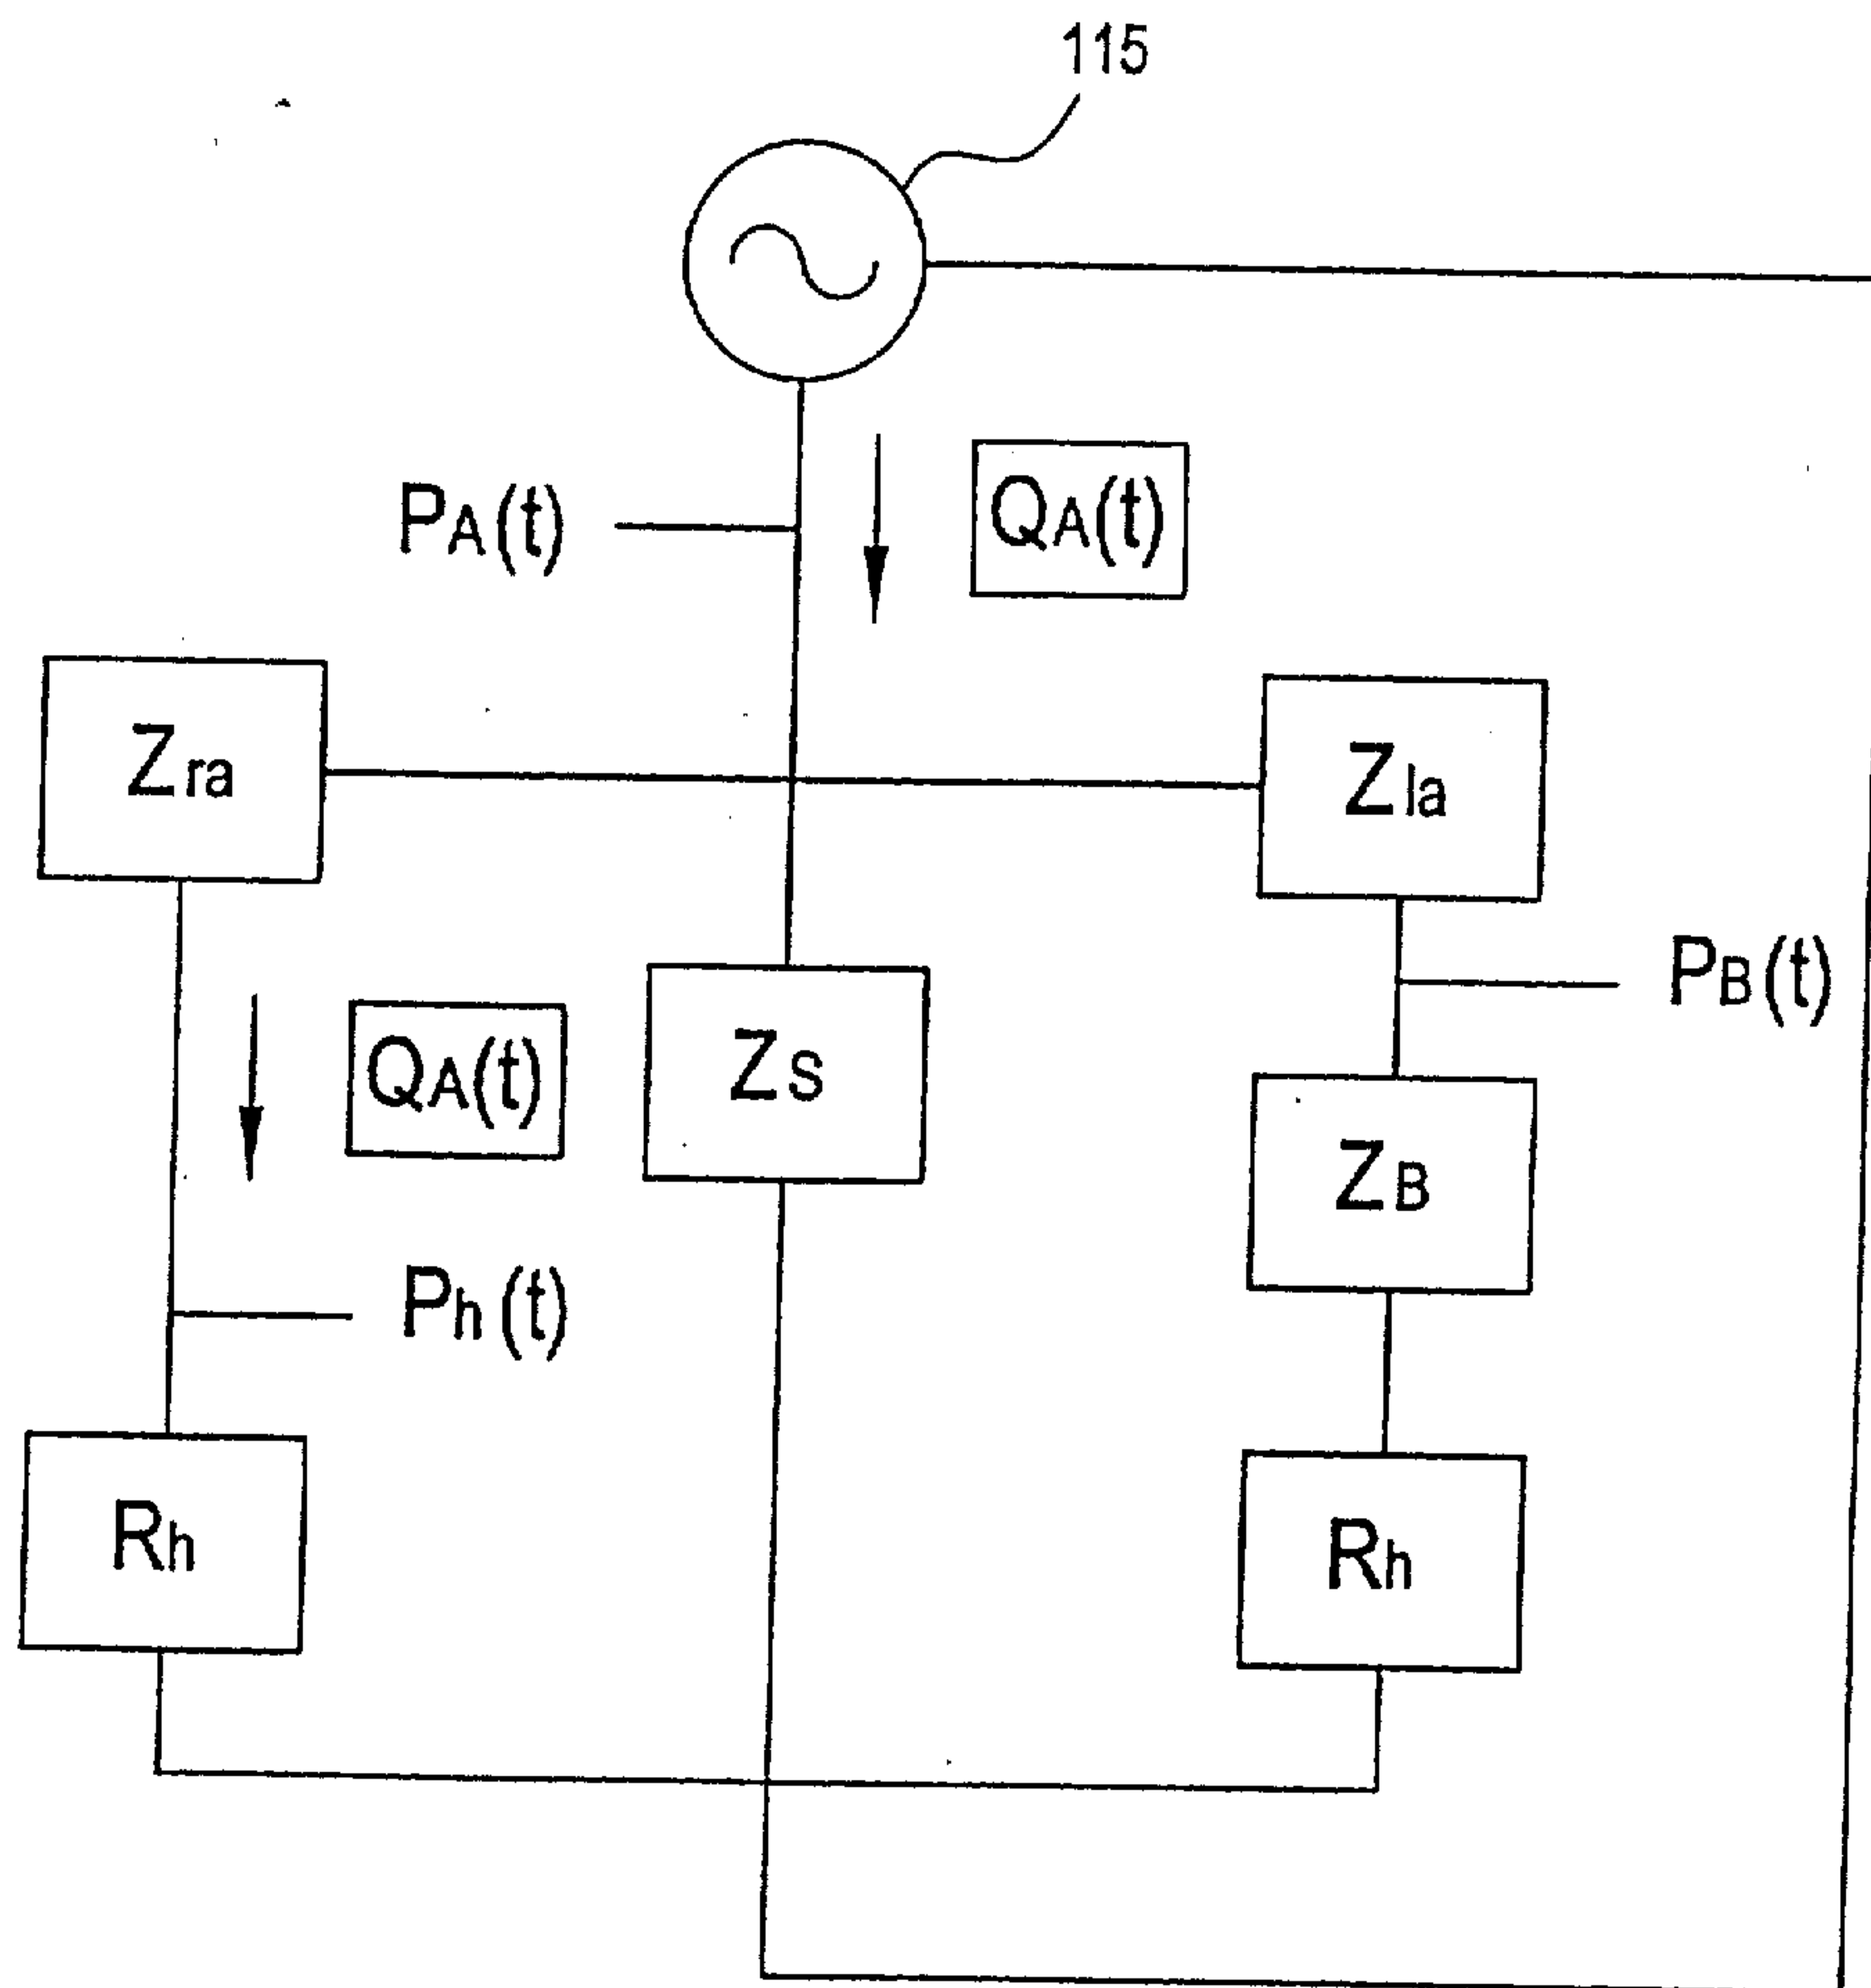 115
PA(t)
QA(t)
Zra
Zla
PB(t)
QA(t)
ZS
ZB
Ph(t)
Rh
Rh